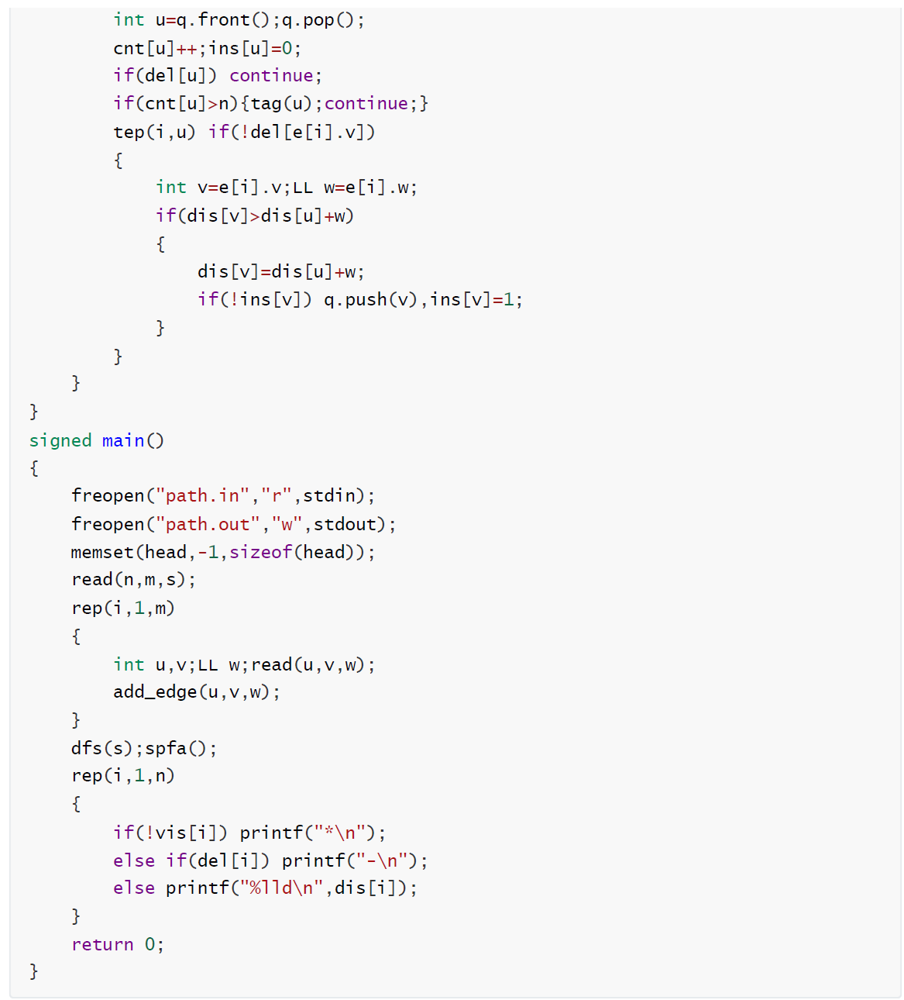 int u=q.front();q.pop();
cnt[u]++;ins[u]=0;
if(del[u]) continue;
if(cnt[u]>n){tag(u);continue;}
tep(i,u) if(!del[e[i].v])
{
int v=e[i].v;LL w=e[i].w;
if(dis[v]>dis[u]+w)
{
dis[v]=dis[u]+w;
if(!ins[v]) q.push(v),ins[v]=1;
}
}
}
}
signed main()
{
freopen("path.in","r",stdin);
freopen("path.out","w",stdout);
memset(head,-1,sizeof(head));
read(n,m,s);
rep(i,1,m)
{
int u,v;LL w;read(u,v,w);
add_edge(u,v,w);
}
dfs(s);spfa();
rep(i,1,n)
{
if(!vis[i]) printf("*\n");
else if(del[i]) printf("-\n");
else printf("%lld\n",dis[i]);
}
return 0;
}